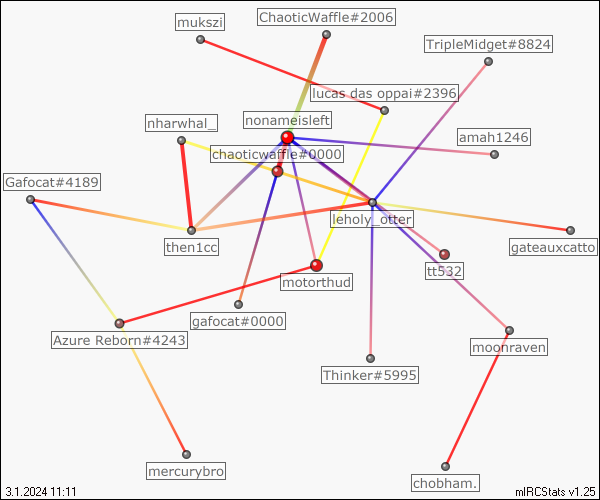 ChaoticWaffle#2006
mukszi
TripleMidget#8824
lucas das oppai#2396
nonameisleft
nharwhal_
amah1246
chaoticwaffle#0000
Gafocat#4189
leholy_otter
then1cc
gateauxcatto
tt532
motorthud
gafocat#0000
Azure Reborn#4243
moonraven
Thinker#5995
mercurybro
chobham.
3.1.2024 11:11
mIRCStats v1.25